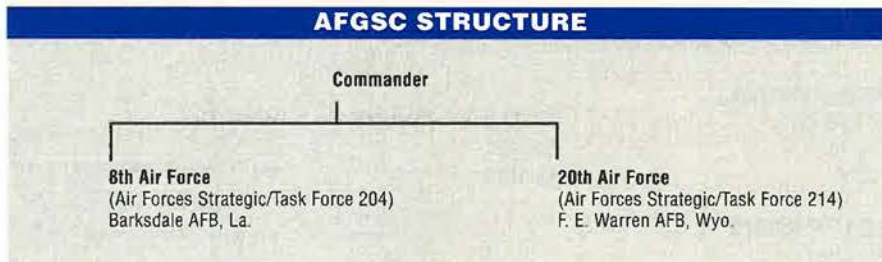 AFGSC STRUCTURE
Commander
8th Air Force
(Air Forces Strategic/Task Force 204)
Barksdale AFB, La.
20th Air Force
(Air Forces Strategic/Task Force 214)
F. E. Warren AFB, Wyo.